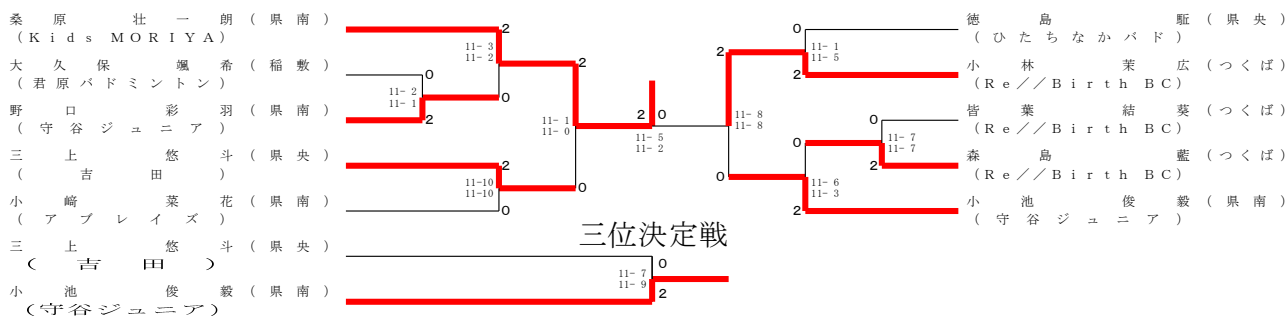 桑原 壮一朗 (県南)
(Kids MORIYA)
大久保 颯希 (稲敷)
(君原バドミントン)
野口 彩羽 (県南)
(守谷ジュニア)
三上 悠斗 (県央)
(吉田)
小﨑 菜花 (県南)
(アブレイズ)
三上 悠斗 (県央)
(吉田)
小池 俊毅 (県南)
(守谷ジュニア)
2
11- 3
11- 2
0
11- 2
11- 1
2
0
2
11- 1
11- 0
0
2
11-10
11-10
0
2 0
11- 5
11- 2
三位決定戦
0
11- 7
11- 9
2
2
11- 8
11- 8
0
0
11- 1
11- 5
2
0
11- 6
11- 3
2
0
11- 7
11- 7
2
徳島 駈 (県央)
(ひたちなかバド)
小林 茉広 (つくば)
(Re//Birth BC)
皆葉 結葵 (つくば)
(Re//Birth BC)
森島 藍 (つくば)
(Re//Birth BC)
小池 俊毅 (県南)
(守谷ジュニア)